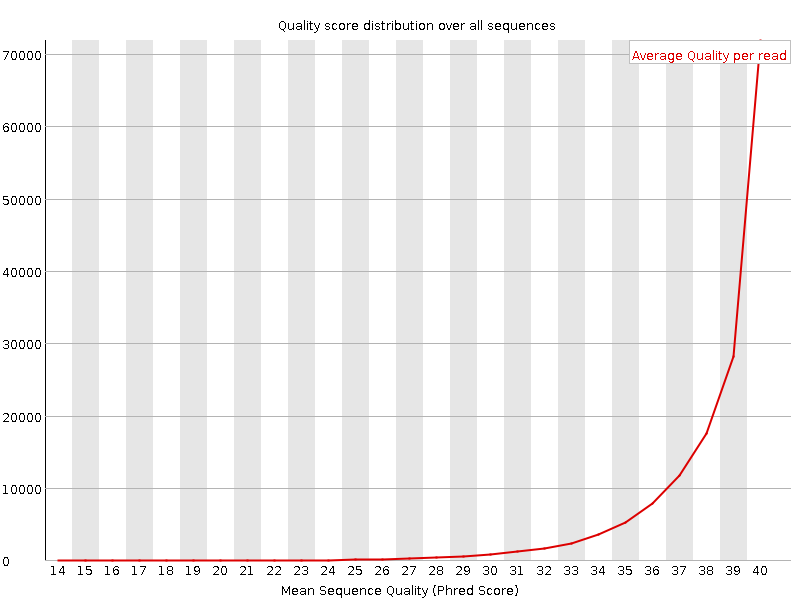 Quality score distribution over all sequences
Average Quality per read
70000
60000
50000
40000
30000
20000
10000
0
14 15 16 17 18 19 20 21 22 23 24 25 26 27 28 29 30 31 32 33 34 35 36 37 38 39 40
Mean Sequence Quality (Phred Score)